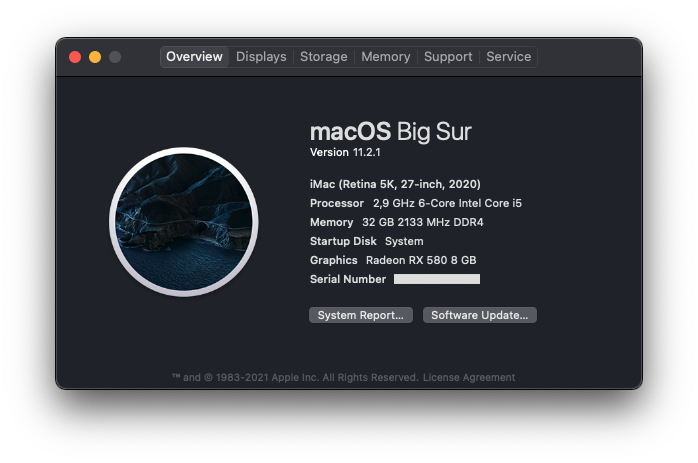 Overview Displays Storage Memory Support Service
macOS Big Sur
Version 11.2.1
iMac (Retina 5K, 27-inch, 2020)
Processor 2,9 GHz 6-Core Intel Core i5
Memory 32 GB 2133 MHz DDR4
Startup Disk System
Graphics Radeon RX 580 8 GB
Serial Number
System Report... Software Update...
™ and © 1983-2021 Apple Inc. All Rights Reserved. License Agreement